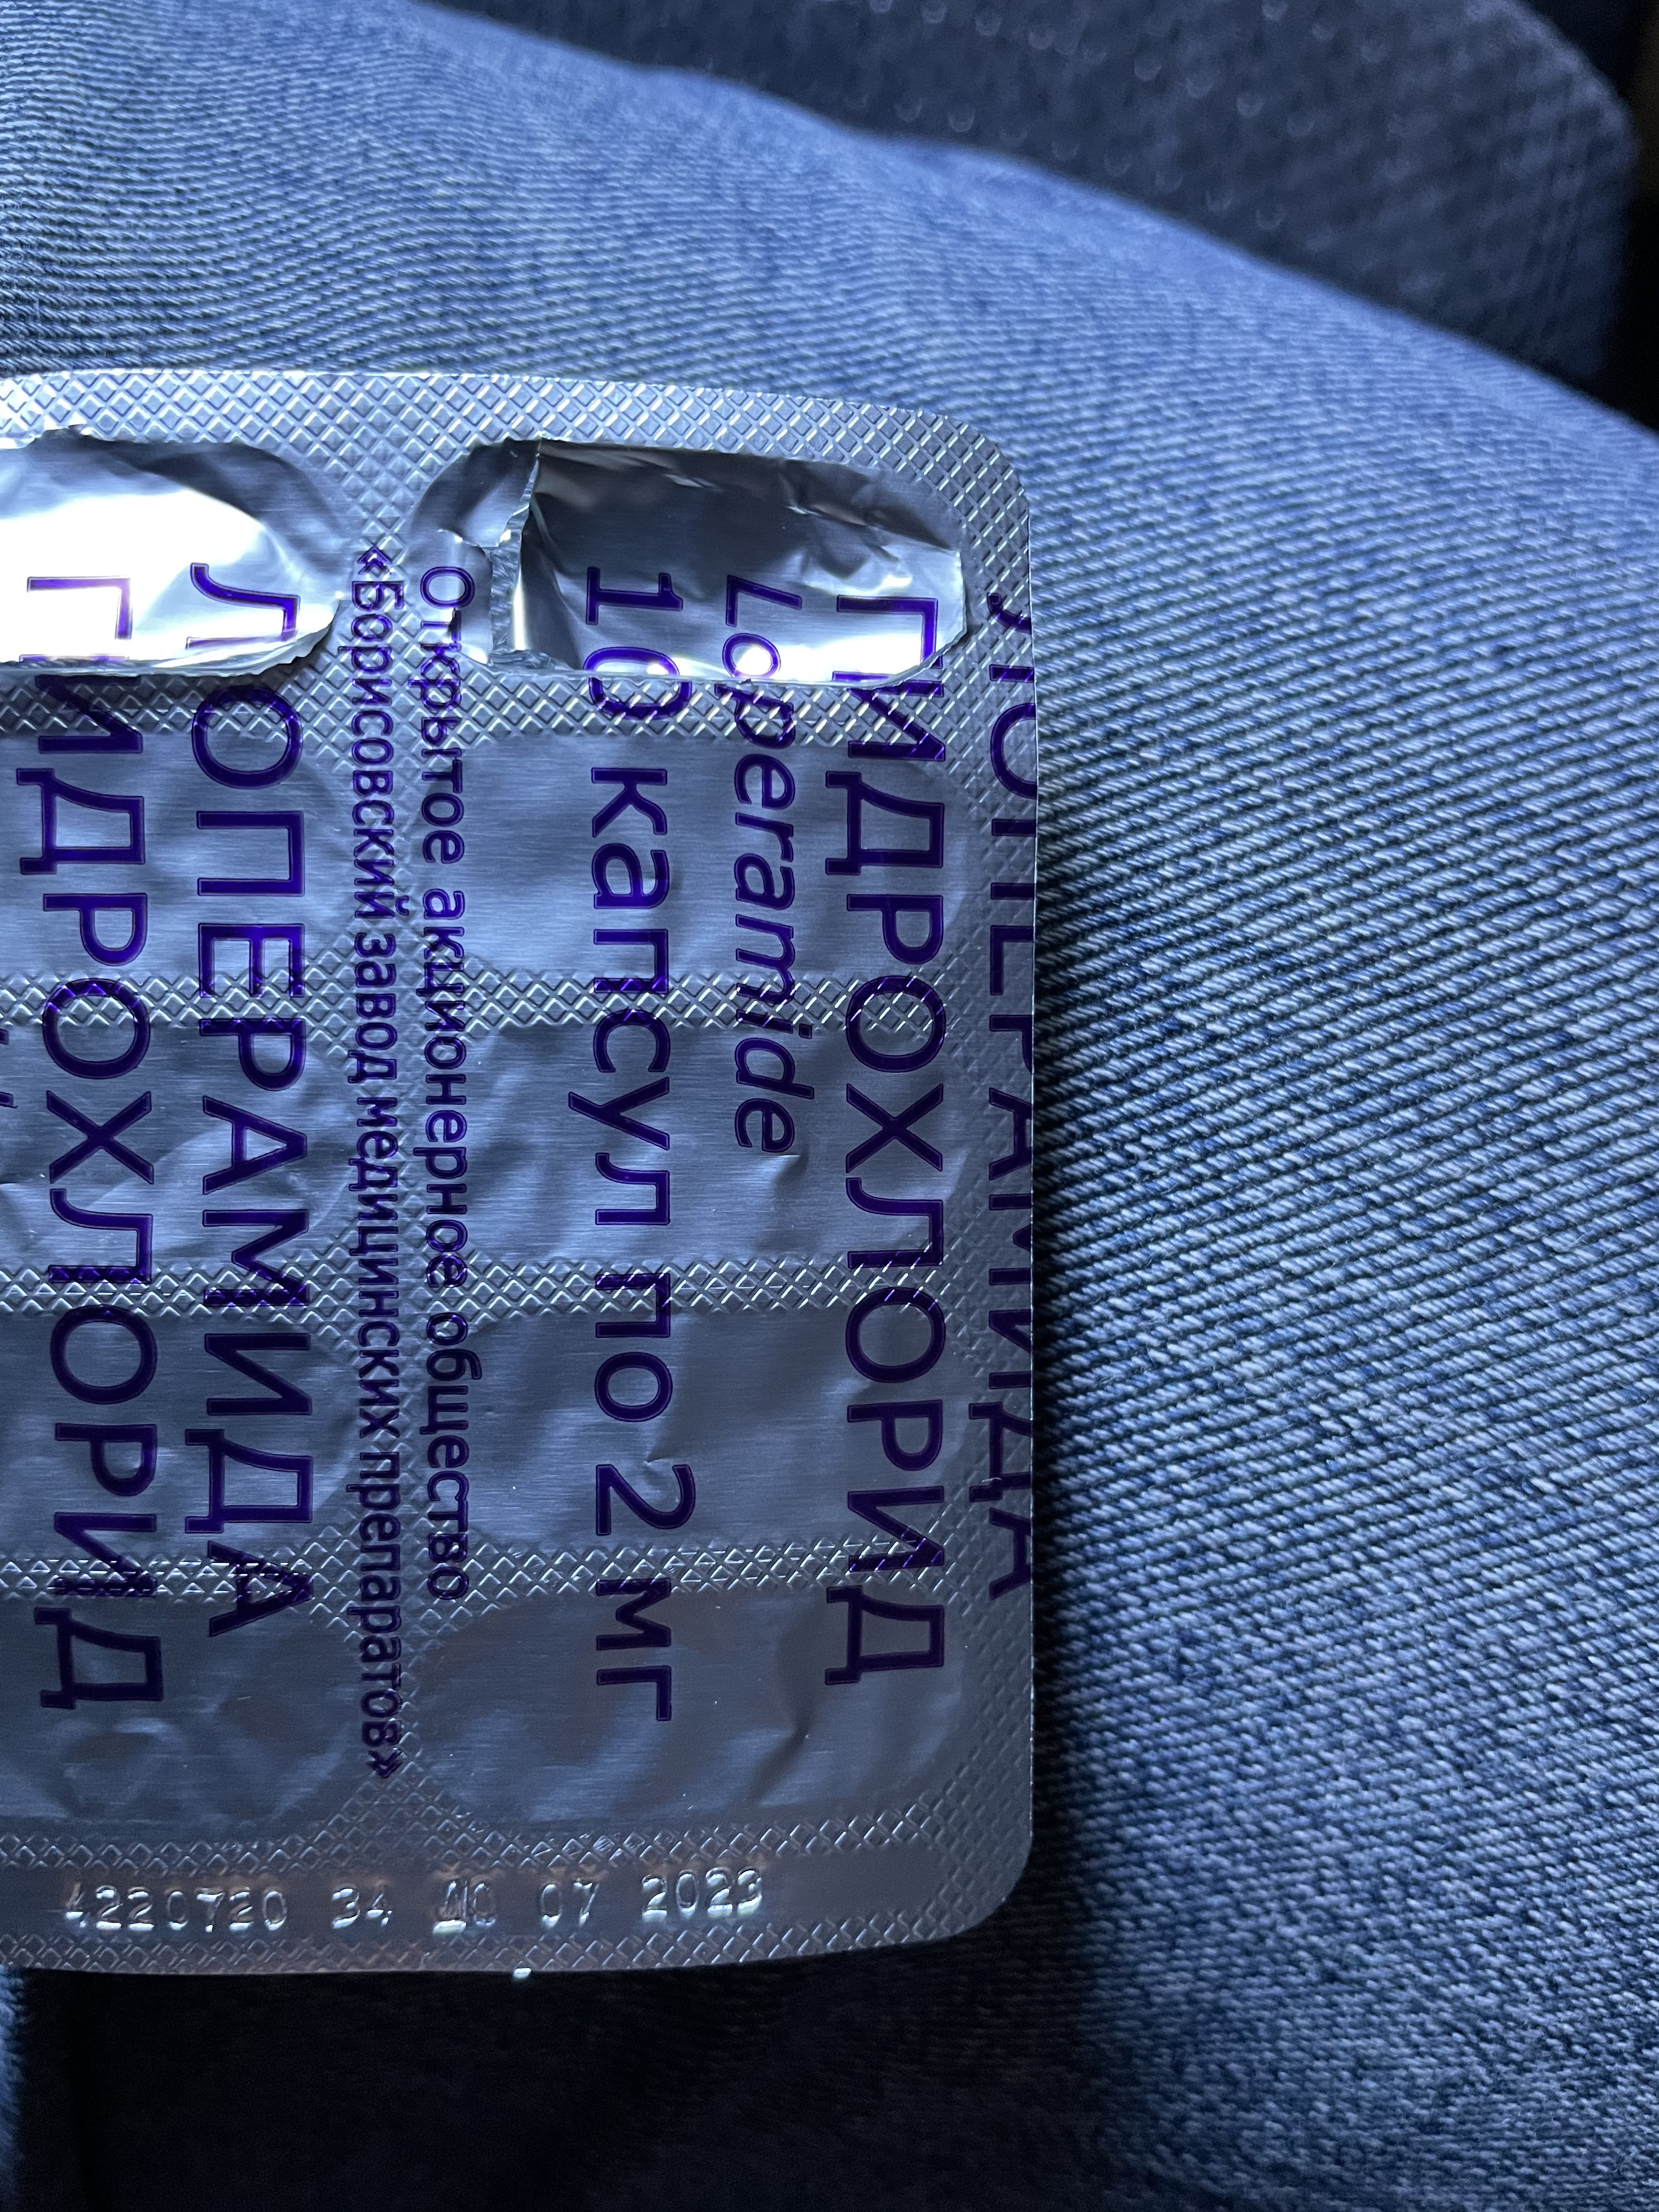 ЛОПЕРАМИДА
ГИДРОХЛОРИД
Loperamide
10 капсул по 2 мг
Открытое акционерное общество
«Борисовский завод медицинских препаратов»
ЛОПЕРАМИДА
ГИДРОХЛОРИД
4220720 34 ДО 07 2023